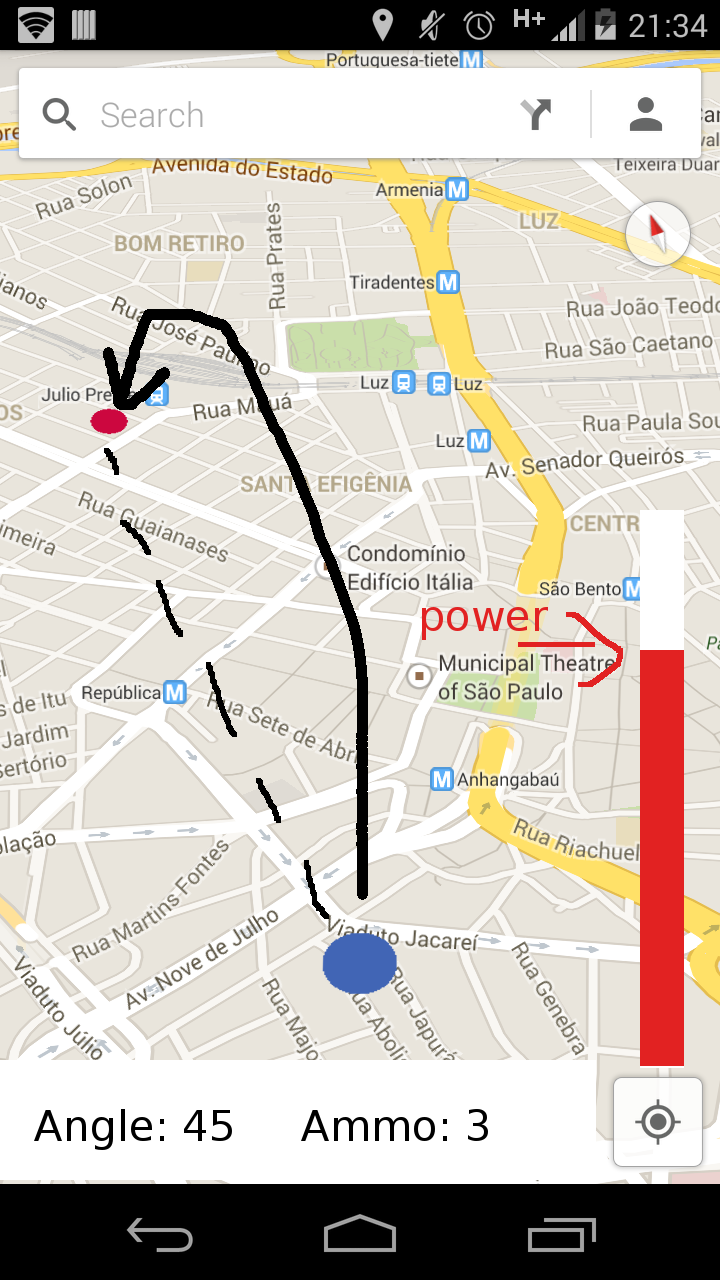 H+ 21:34
Portuguesa-tiete M
Search
Teixeira Duar
Avenida do Estado
Armenia M
Rua Solon
LUZ
BOM RETIRO
Rua Prates
Tiradentes M
Rua João Teodo
Rua José Paulino
Rua São Caetano
Luz
Luz
Julio Pre
OS
Rua Mauá
Rua Paula Sou
Luz M
Av. Senador Queirós
SANTA EFIGÊNIA
Rua Guaianases
CENTR
imeira
Condomínio
Edifício Itália
São Bento M
power
Municipal Theatre
of São Paulo
República M
s de Itu
Rua Sete de Abri
Jardim
Sertório
M Anhangabaú
olação
Rua Riachuel
Rua Martins Fontes
Av. Nove de Julho
Viaduto Jacareí
Viaduto Júlio
Rua Majo
Rua Aboli
Rua Japurá
Rua Genebra
Angle: 45 Ammo: 3